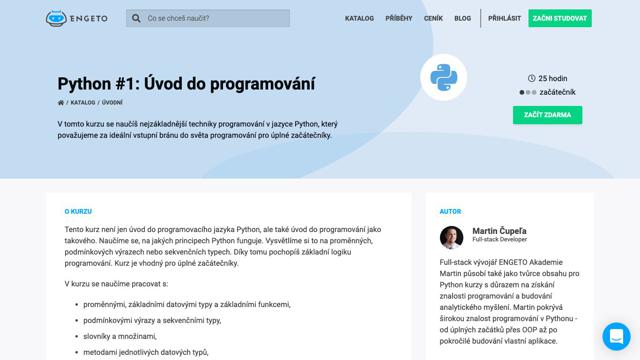 ENGETO
Co se chceš naučit?
KATALOG
PŘÍBĚHY
CENÍK
BLOG
PŘIHLÁSIT
ZAČNI STUDOVAT
Python #1: Úvod do programování
/ KATALOG / ÚVODNÍ
V tomto kurzu se naučíš nejzákladnější techniky programování v jazyce Python, který
považujeme za ideální vstupní bránu do světa programování pro úplné začátečníky.
25 hodin
začátečník
ZAČÍT ZDARMA
O KURZU
Tento kurz není jen úvod do programovacího jazyka Python, ale také úvod do programování jako
takového. Naučíme se, na jakých principech Python funguje. Vysvětlíme si to na proměnných,
podmínkových výrazech nebo sekvenčních typech. Díky tomu pochopíš základní logiku
programování. Kurz je vhodný pro úplné začátečníky.
V kurzu se naučíme pracovat s:
proměnnými, základními datovými typy a základními funkcemi,
podmínkovými výrazy a sekvenčními typy,
slovníky a množinami,
metodami jednotlivých datových typů,
AUTOR
Martin Čupeľa
Full-stack Developer
Full-stack vývojář ENGETO Akademie
Martin působí také jako tvůrce obsahu pro
Python kurzy s důrazem na získání
znalosti programování a budování
analytického myšlení. Martin pokrývá
širokou znalost programování v Pythonu -
od úplných začátků přes OOP až po
pokročilé budování vlastní aplikace.